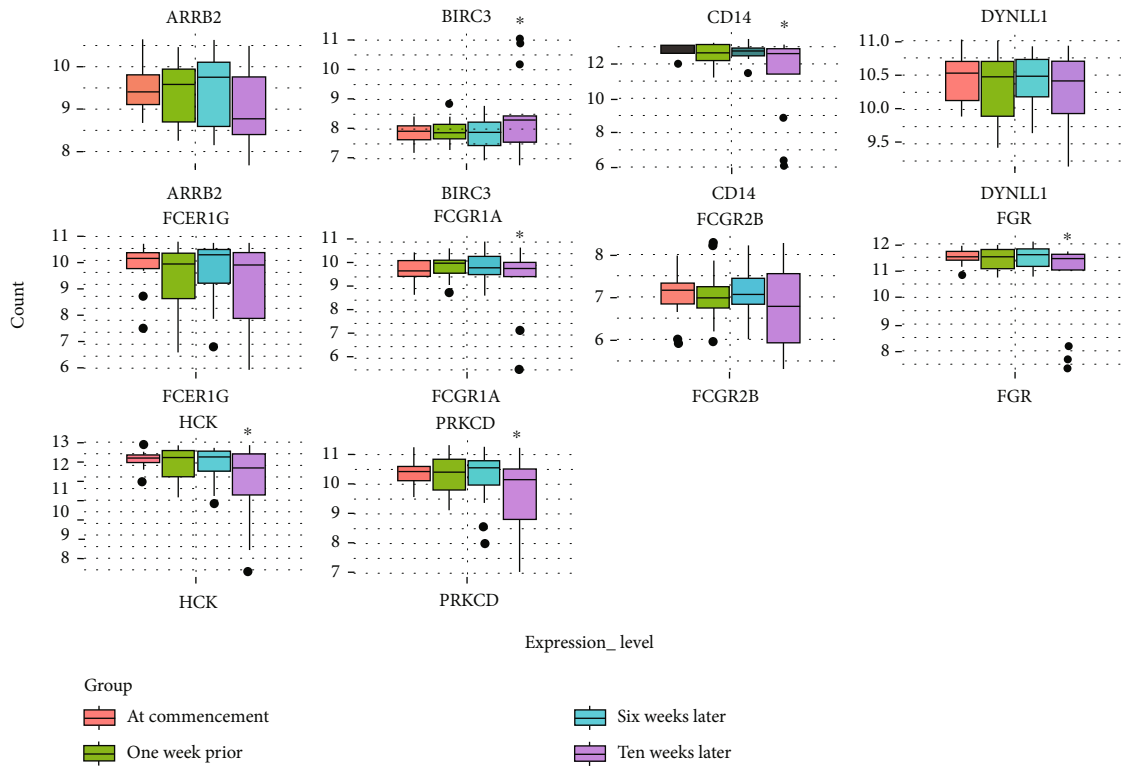 ARRB2 BIRC3 CD14 DYNLL1
* *
10 9 8
11 10 9 8 7
12 10 8 6
11.0 10.5 10.0 9.5
ARRB2 BIRC3 CD14 DYNLL1
FCER1G FCGR1A FCGR2B FGR
* *
Count
11 10 9 8 7 6
11 10 9 8 7 6
8 7 6
12 11 10 9 8
FCER1G FCGR1A FCGR2B FGR
HCK PRKCD
* *
13 12 11 10 9 8
11 10 9 8 7
HCK PRKCD
Expression_ level
Group
At commencement
One week prior
Six weeks later
Ten weeks later